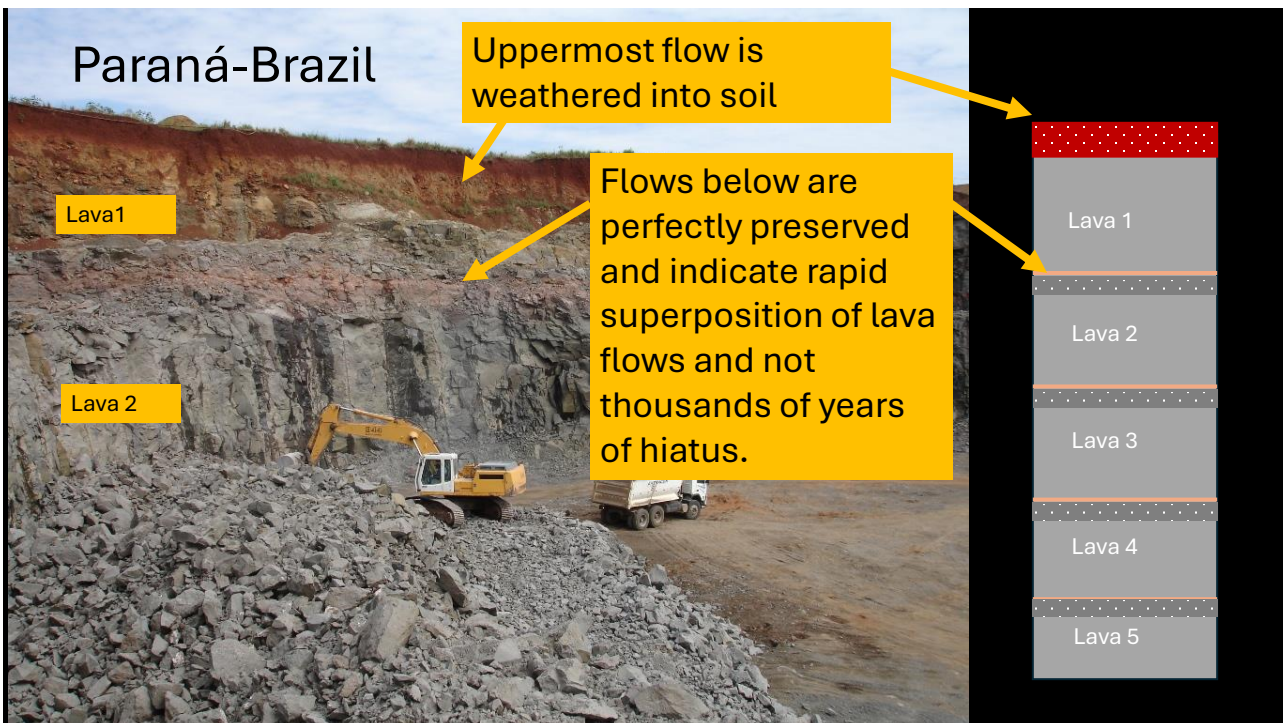 Paraná-Brazil
Uppermost flow is
weathered into soil
Flows below are
perfectly preserved
and indicate rapid
superposition of lava
flows and not
thousands of years
of hiatus.
Lava1
Lava 2
Lava 1
Lava 2
Lava 3
Lava 4
Lava 5